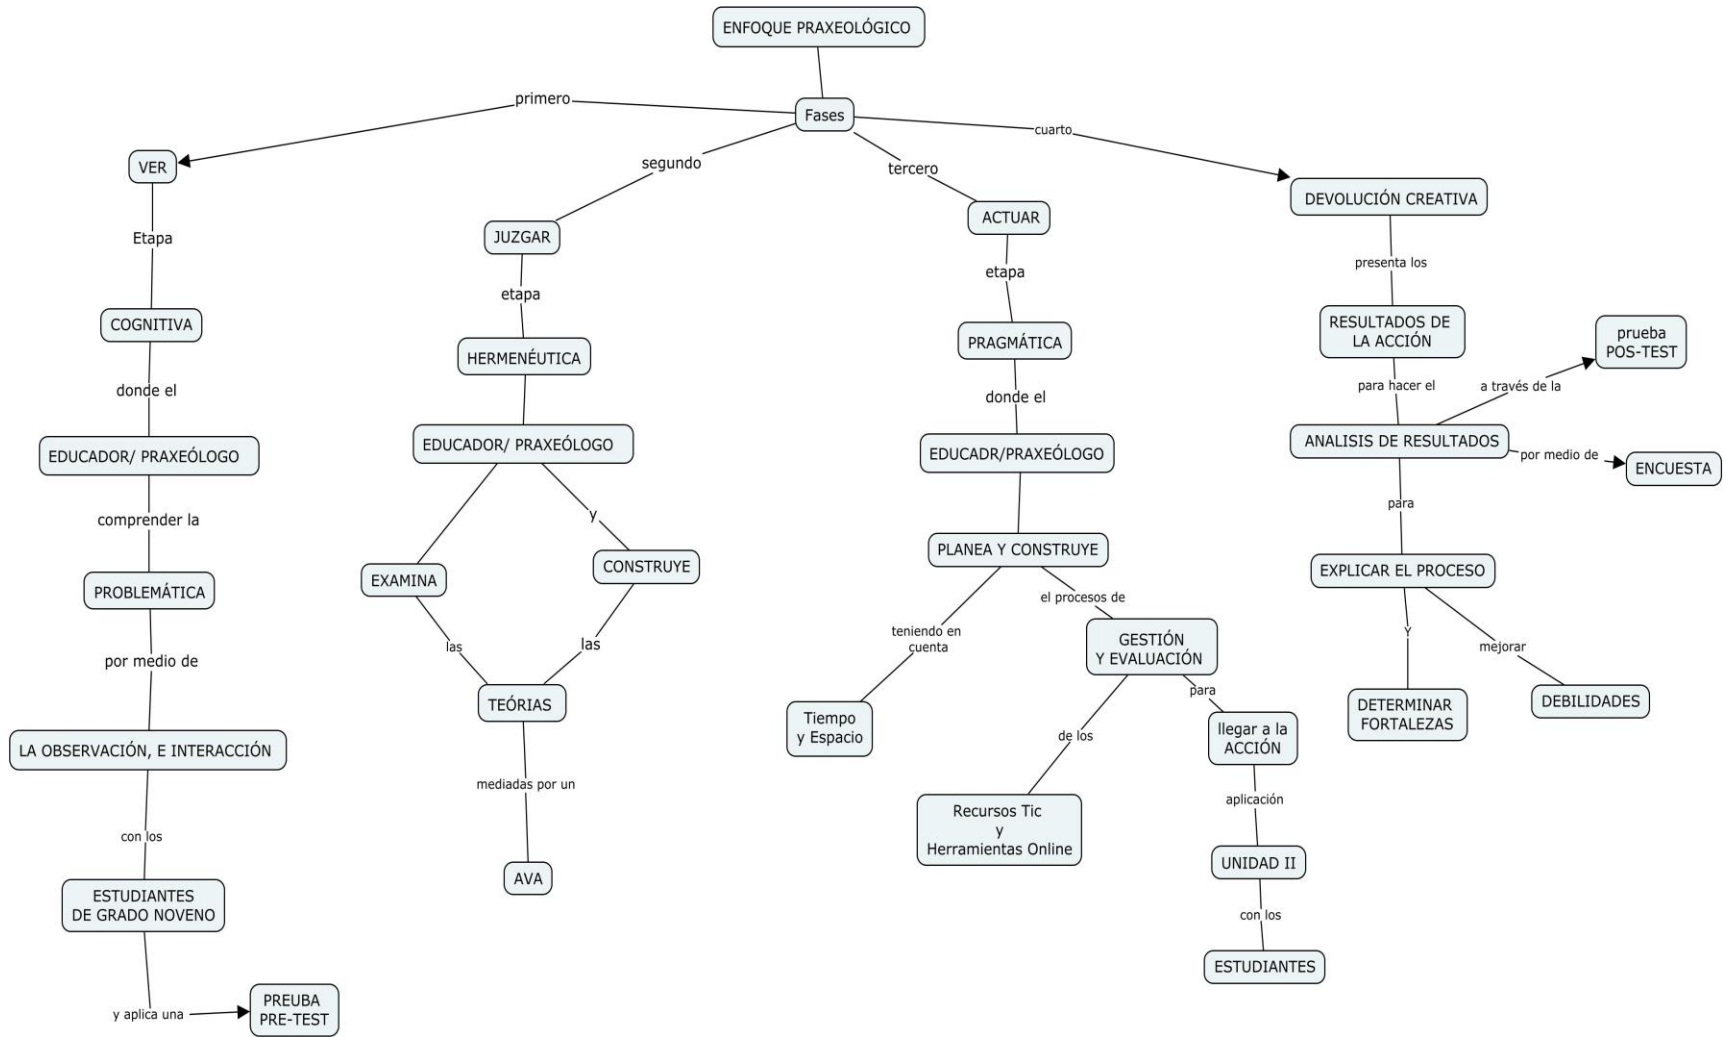 ENFOQUE PRAXEOLÓGICO
Fases
primero
VER
Etapa
COGNITIVA
donde el
EDUCADOR/ PRAXEÓLOGO
comprender la
PROBLEMÁTICA
por medio de
LA OBSERVACIÓN, E INTERACCIÓN
con los
ESTUDIANTES
DE GRADO NOVENO
y aplica una
PREUBA
PRE-TEST
segundo
JUZGAR
etapa
HERMENÉUTICA
EDUCADOR/ PRAXEÓLOGO
y
EXAMINA
CONSTRUYE
las
las
TEÓRIAS
mediadas por un
AVA
tercero
ACTUAR
etapa
PRAGMÁTICA
donde el
EDUCADR/PRAXEÓLOGO
PLANEA Y CONSTRUYE
teniendo en
cuenta
Tiempo
y Espacio
el procesos de
GESTIÓN
Y EVALUACIÓN
de los
Recursos Tic
y
Herramientas Online
para
llegar a la
ACCIÓN
aplicación
UNIDAD II
con los
ESTUDIANTES
cuarto
DEVOLUCIÓN CREATIVA
presenta los
RESULTADOS DE
LA ACCIÓN
para hacer el
ANALISIS DE RESULTADOS
a través de la
prueba
POS-TEST
por medio de
ENCUESTA
para
EXPLICAR EL PROCESO
Y
DETERMINAR
FORTALEZAS
mejorar
DEBILIDADES